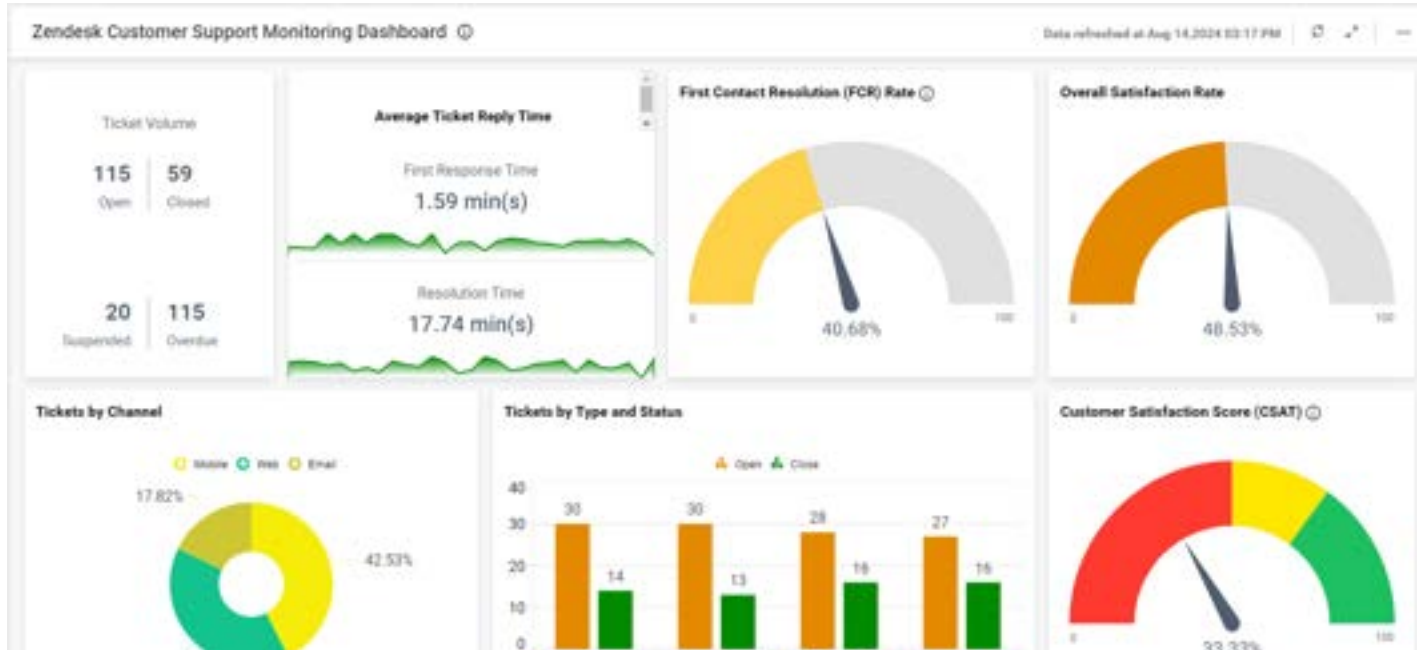 Zendesk Customer Support Monitoring Dashboard
Data refreshed at Aug 14,2024 03:17 PM
Ticket Volume
115
59
Open
Closed
20
115
Suspended
Overdue
Average Ticket Reply Time
First Response Time
1.59 min(s)
Resolution Time
17.74 min(s)
First Contact Resolution (FCR) Rate
0
100
40.68%
Overall Satisfaction Rate
0
100
48.53%
Tickets by Channel
Mobile Web Email
17.82%
42.53%
Tickets by Type and Status
Open Close
40
30
20
10
0
30
14
30
13
28
16
27
16
Customer Satisfaction Score (CSAT)
0
100
33.33%